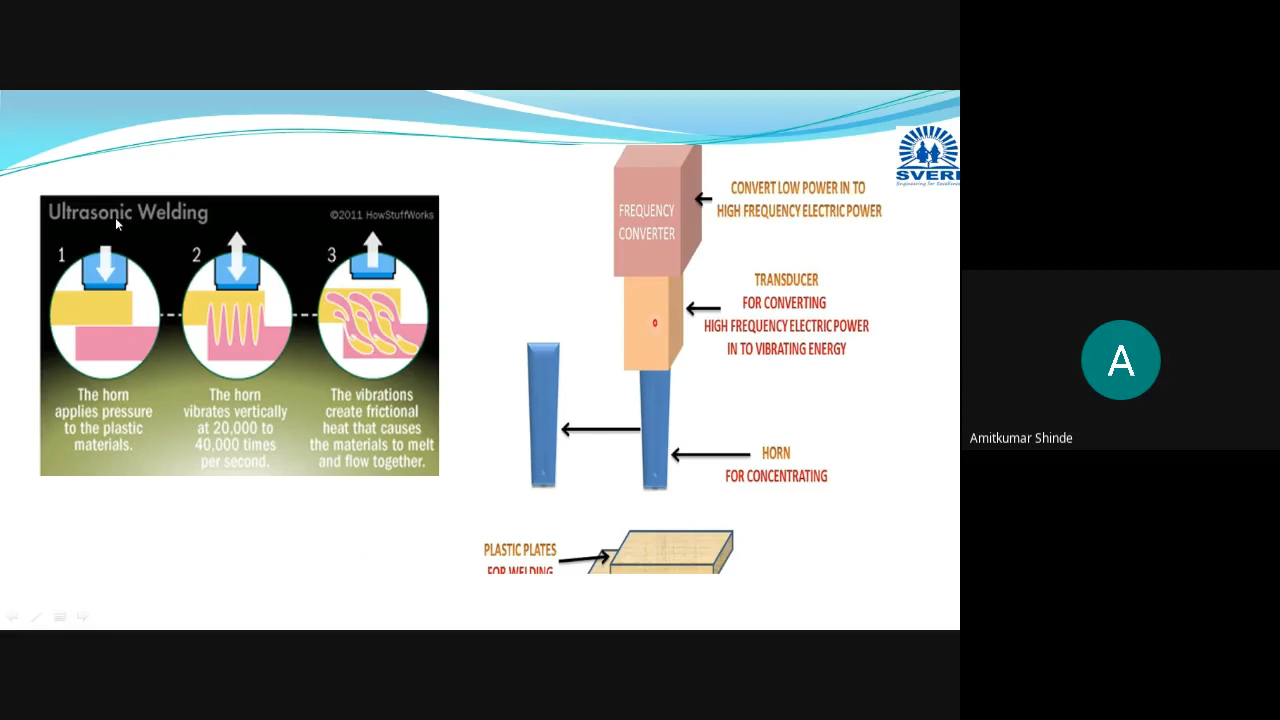 Ultrasonic Welding
©2011 HowStuffWorks
1
2
3
The horn
applies pressure
to the plastic
materials.
The horn
vibrates vertically
at 20,000 to
40,000 times
per second.
The vibrations
create frictional
heat that causes
the materials to melt
and flow together.
FREQUENCY
CONVERTER
CONVERT LOW POWER IN TO
HIGH FREQUENCY ELECTRIC POWER
TRANSDUCER
FOR CONVERTING
HIGH FREQUENCY ELECTRIC POWER
IN TO VIBRATING ENERGY
HORN
FOR CONCENTRATING
PLASTIC PLATES
FOR WELDING
SVERI
Engineering for Excellence
A
Amitkumar Shinde